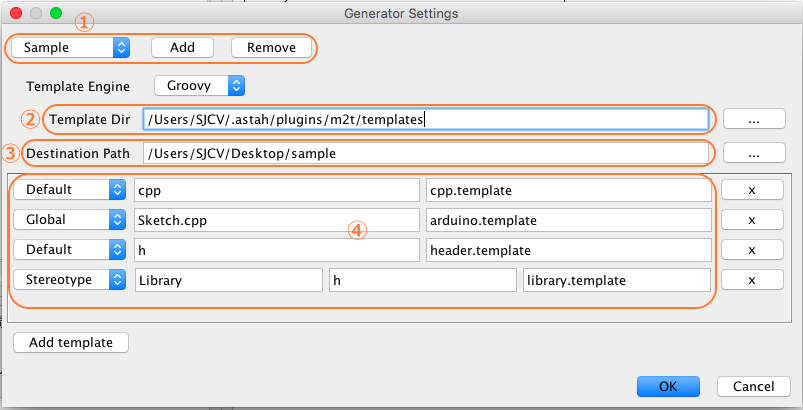 Generator Settings
①
Sample Add Remove
Template Engine Groovy
② Template Dir /Users/SJCV/.astah/plugins/m2t/templates ...
③ Destination Path /Users/SJCV/Desktop/sample ...
Default cpp cpp.template x
Global Sketch.cpp ④ arduino.template x
Default h header.template x
Stereotype Library h library.template x
Add template
OK Cancel